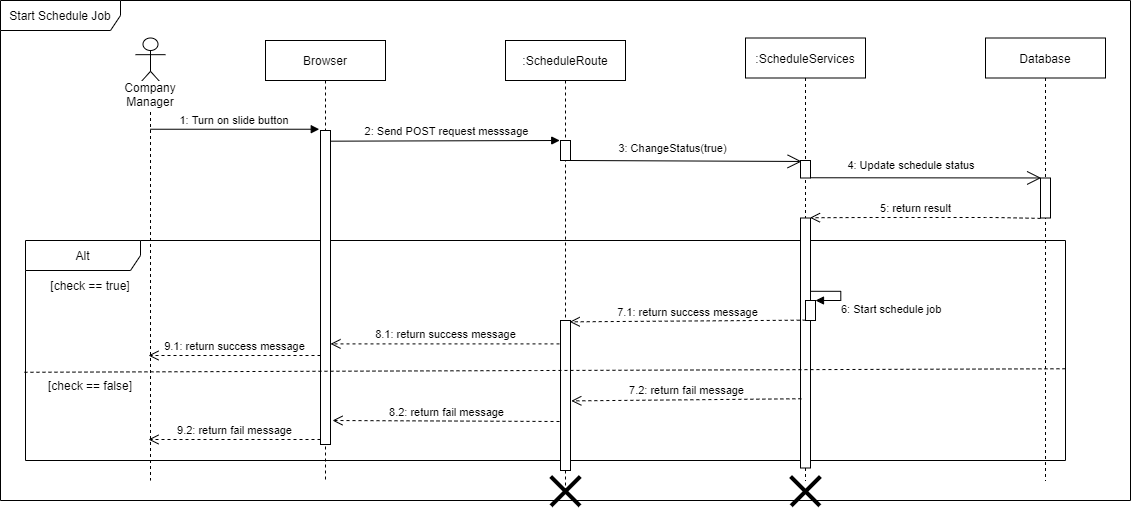 Start Schedule Job
Company
Manager
Browser
:ScheduleRoute
:ScheduleServices
Database
1: Turn on slide button
2: Send POST request messsage
3: ChangeStatus(true)
4: Update schedule status
5: return result
Alt
[check == true]
6: Start schedule job
7.1: return success message
8.1: return success message
9.1: return success message
[check == false]
7.2: return fail message
8.2: return fail message
9.2: return fail message